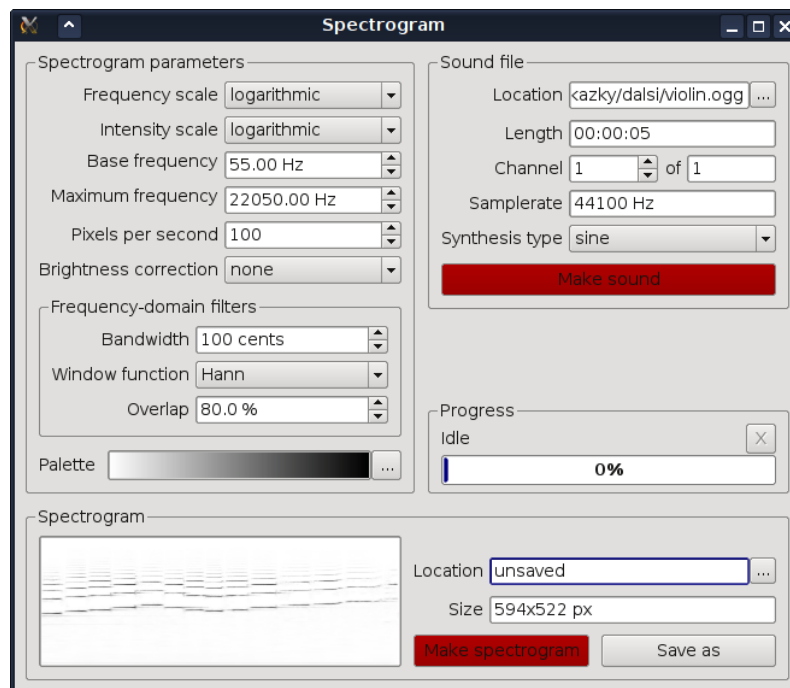 Spectrogram
Spectrogram parameters
Frequency scale logarithmic
Intensity scale logarithmic
Base frequency 55.00 Hz
Maximum frequency 22050.00 Hz
Pixels per second 100
Brightness correction none
Frequency-domain filters
Bandwidth 100 cents
Window function Hann
Overlap 80.0 %
Palette ...
Sound file
Location kazky/dalsi/violin.ogg ...
Length 00:00:05
Channel 1 of 1
Samplerate 44100 Hz
Synthesis type sine
Make sound
Progress
Idle X
0%
Spectrogram
Location unsaved ...
Size 594x522 px
Make spectrogram Save as